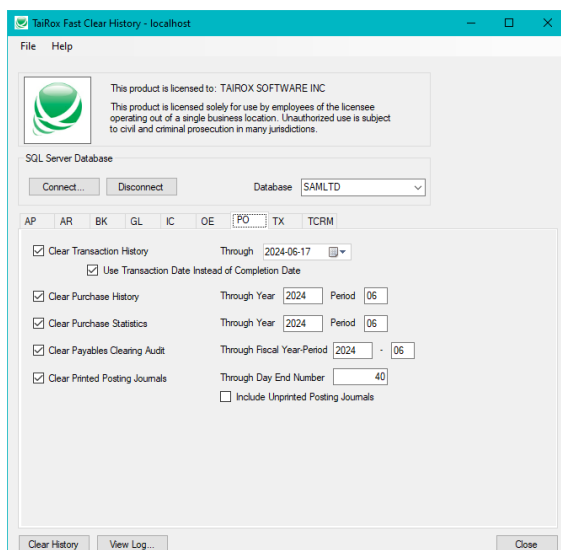 TaiRox Fast Clear History - localhost
File Help
This product is licensed to: TAIROX SOFTWARE INC
This product is licensed solely for use by employees of the licensee
operating out of a single business location. Unauthorized use is subject
to civil and criminal prosecution in many jurisdictions.
SQL Server Database
Connect... Disconnect Database SAMLTD
AP AR BK GL IC OE PO TX TCRM
Clear Transaction History Through 2024-06-17
Use Transaction Date Instead of Completion Date
Clear Purchase History Through Year 2024 Period 06
Clear Purchase Statistics Through Year 2024 Period 06
Clear Payables Clearing Audit Through Fiscal Year-Period 2024 - 06
Clear Printed Posting Journals Through Day End Number 40
Include Unprinted Posting Journals
Clear History View Log... Close